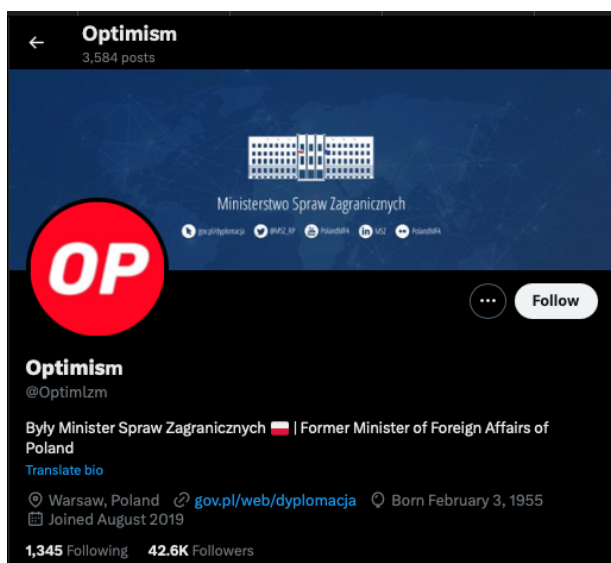 Optimism
3,584 posts
Ministerstwo Spraw Zagranicznych
gov.pl/dyplomacja @MSZ_RP PolandMFA MSZ PolandMFA
OP
Follow
Optimism
@Optimlzm
Były Minister Spraw Zagranicznych 🇵🇱 | Former Minister of Foreign Affairs of
Poland
Translate bio
Warsaw, Poland gov.pl/web/dyplomacja Born February 3, 1955
Joined August 2019
1,345 Following 42.6K Followers